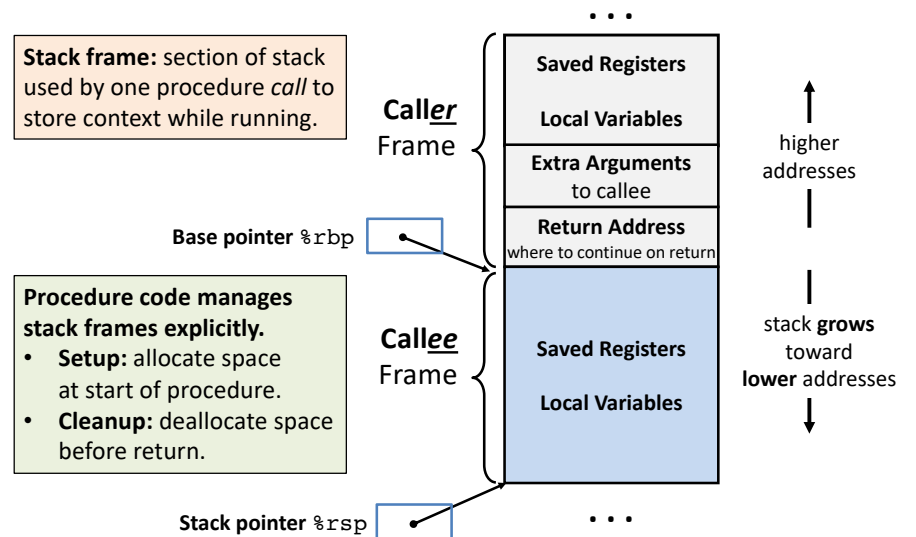 . . .
Stack frame: section of stack
used by one procedure call to
store context while running.
Caller
Frame
Saved Registers
Local Variables
Extra Arguments
to callee
Return Address
where to continue on return
higher
addresses
Base pointer %rbp
Procedure code manages
stack frames explicitly.
• Setup: allocate space
at start of procedure.
• Cleanup: deallocate space
before return.
Callee
Frame
Saved Registers
Local Variables
stack grows
toward
lower addresses
Stack pointer %rsp
. . .